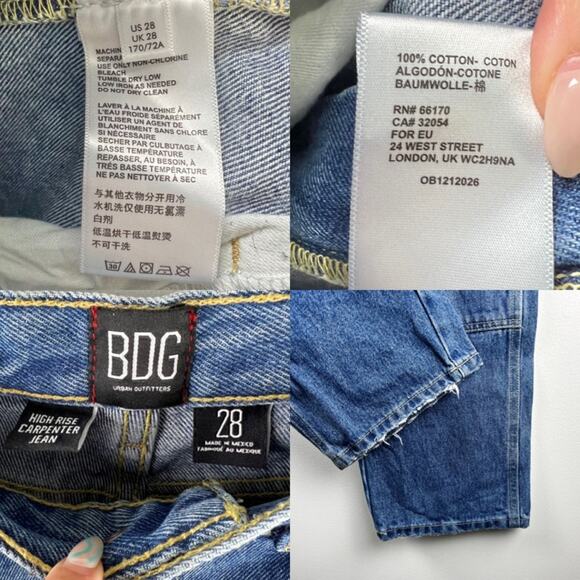 US 28
UK 28
170/72A
MACHIN
SEPARA
USE ONLY NON-CHLORINE
BLEACH
TUMBLE DRY LOW
LOW IRON AS NEEDED
DO NOT DRY CLEAN
LAVER À LA MACHINE À
L'EAU FROIDE SÉPARÉMENT
UTILISER UN AGENT DE
BLANCHIMENT SANS CHLORE
SI NÉCESSAIRE
SECHER PAR CULBUTAGE À
BASSE TEMPÉRATURE
REPASSER, AU BESOIN, À
TRÈS BASSE TEMPÉRATURE
NE PAS NETTOYER À SEC
与其他衣物分开用冷
水机洗仅使用无氯漂
白剂
低温烘干低温熨烫
不可干洗
30
100% COTTON- COTON
ALGODÓN-COTONE
BAUMWOLLE-棉
RN# 66170
CA# 32054
FOR EU
24 WEST STREET
LONDON, UK WC2H9NA
OB1212026
BDG
URBAN OUTFITTERS
HIGH RISE
CARPENTER
JEAN
28
MADE IN MEXICO
FABRIQUÉ AU MEXIQUE